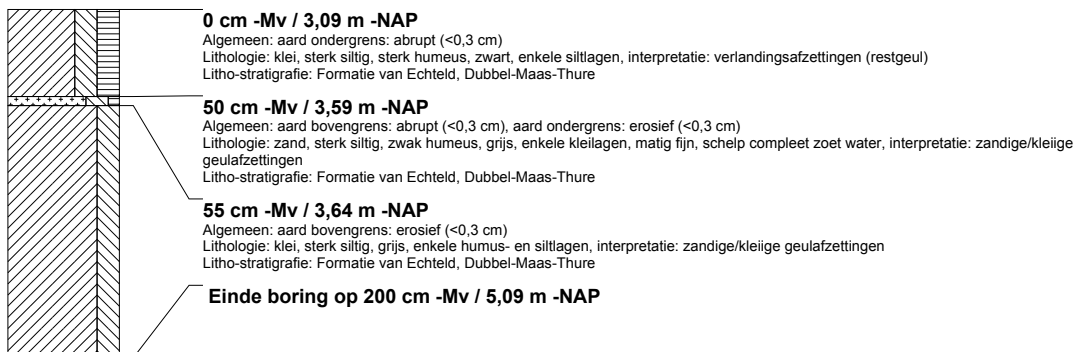 0 cm -Mv / 3,09 m -NAP
Algemeen: aard ondergrens: abrupt (<0,3 cm)
Lithologie: klei, sterk siltig, sterk humeus, zwart, enkele siltlagen, interpretatie: verlandingsafzettingen (restgeul)
Litho-stratigrafie: Formatie van Echteld, Dubbel-Maas-Thure
50 cm -Mv / 3,59 m -NAP
Algemeen: aard bovengrens: abrupt (<0,3 cm), aard ondergrens: erosief (<0,3 cm)
Lithologie: zand, sterk siltig, zwak humeus, grijs, enkele kleilagen, matig fijn, schelp compleet zoet water, interpretatie: zandige/kleiige
geulafzettingen
Litho-stratigrafie: Formatie van Echteld, Dubbel-Maas-Thure
55 cm -Mv / 3,64 m -NAP
Algemeen: aard bovengrens: erosief (<0,3 cm)
Lithologie: klei, sterk siltig, grijs, enkele humus- en siltlagen, interpretatie: zandige/kleiige geulafzettingen
Litho-stratigrafie: Formatie van Echteld, Dubbel-Maas-Thure
Einde boring op 200 cm -Mv / 5,09 m -NAP